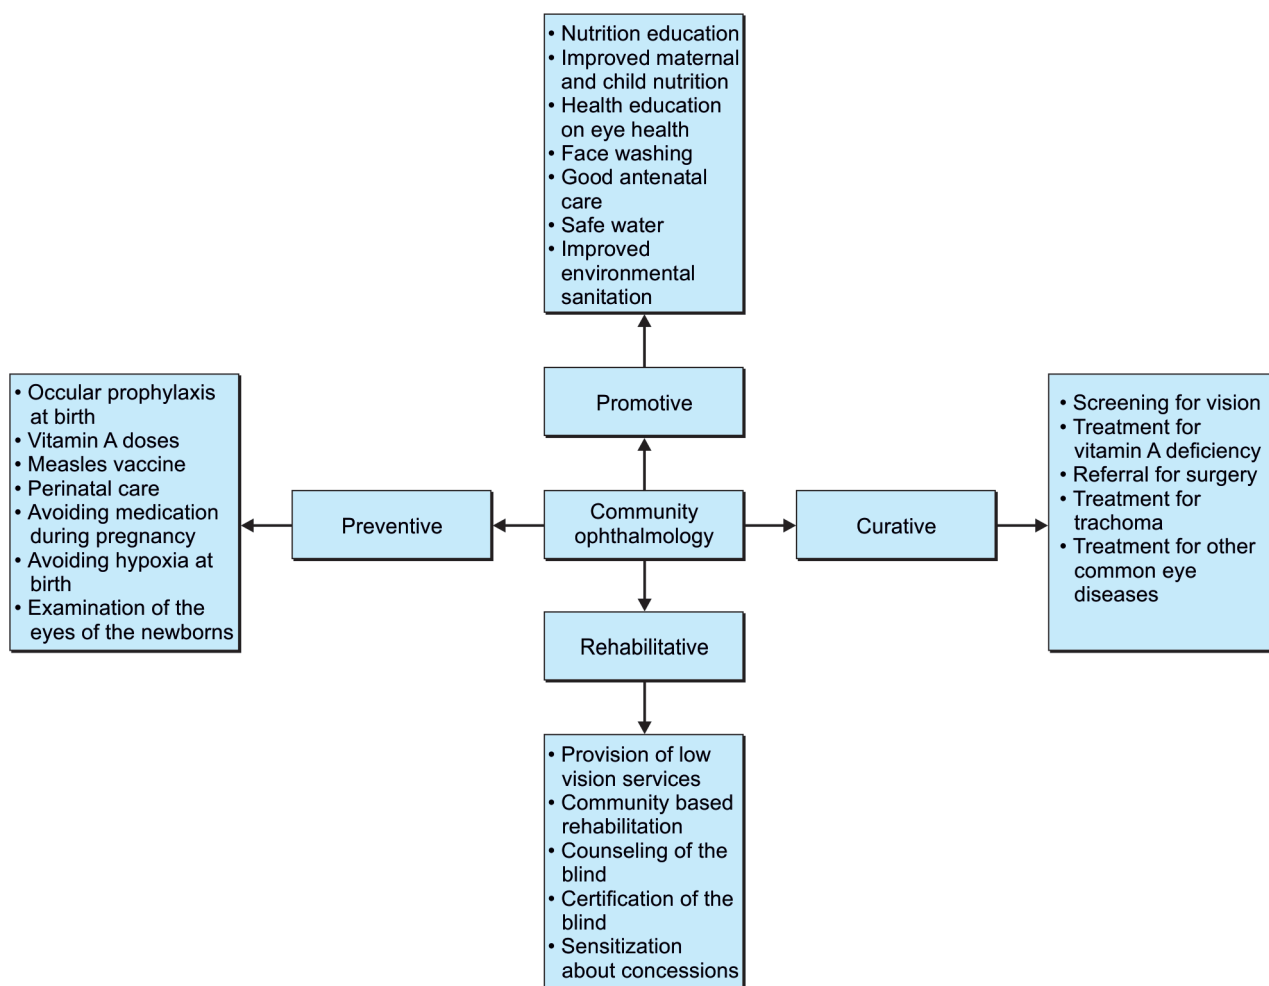 • Nutrition education
• Improved maternal
and child nutrition
• Health education
on eye health
• Face washing
• Good antenatal
care
• Safe water
• Improved
environmental
sanitation
Promotive
• Occular prophylaxis
at birth
• Vitamin A doses
• Measles vaccine
• Perinatal care
• Avoiding medication
during pregnancy
• Avoiding hypoxia at
birth
• Examination of the
eyes of the newborns
Preventive
Community
ophthalmology
Curative
• Screening for vision
• Treatment for
vitamin A deficiency
• Referral for surgery
• Treatment for
trachoma
• Treatment for other
common eye
diseases
Rehabilitative
• Provision of low
vision services
• Community based
rehabilitation
• Counseling of the
blind
• Certification of the
blind
• Sensitization
about concessions